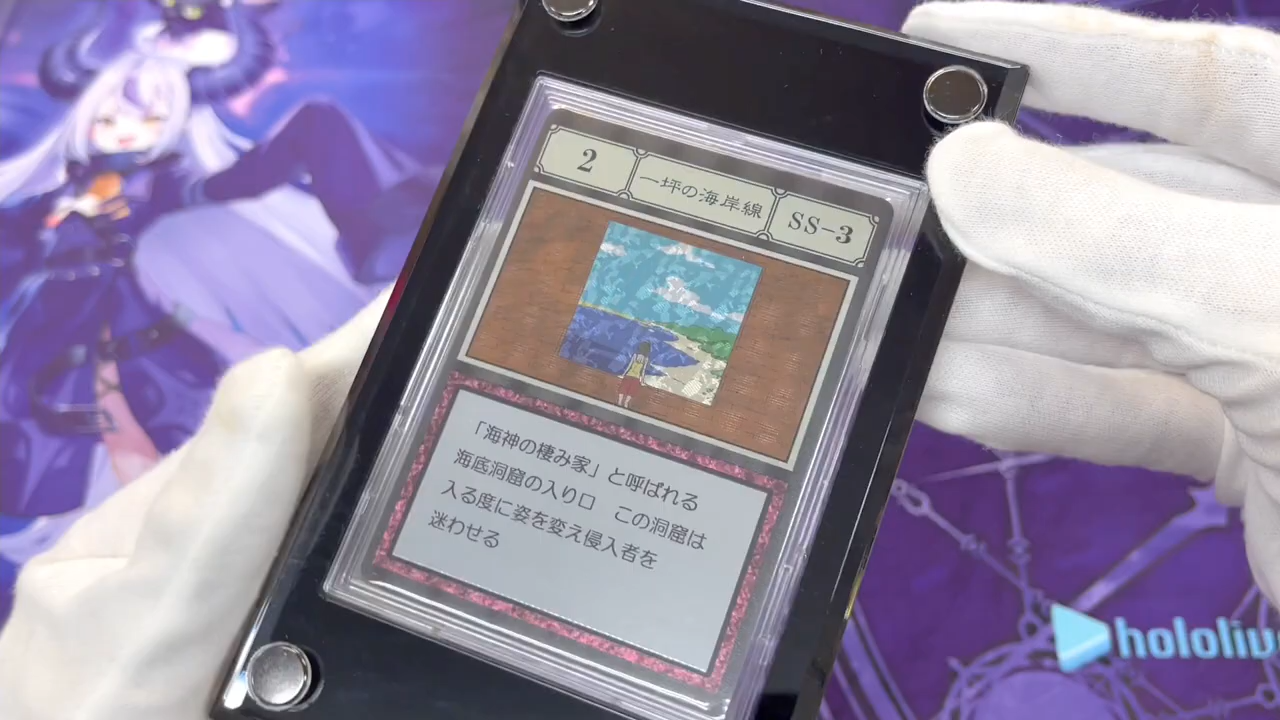 2
一坪の海岸線
SS-3
「海神の棲み家」と呼ばれる
海底洞窟の入り口　この洞窟は
入る度に姿を変え侵入者を
迷わせる
hololiv